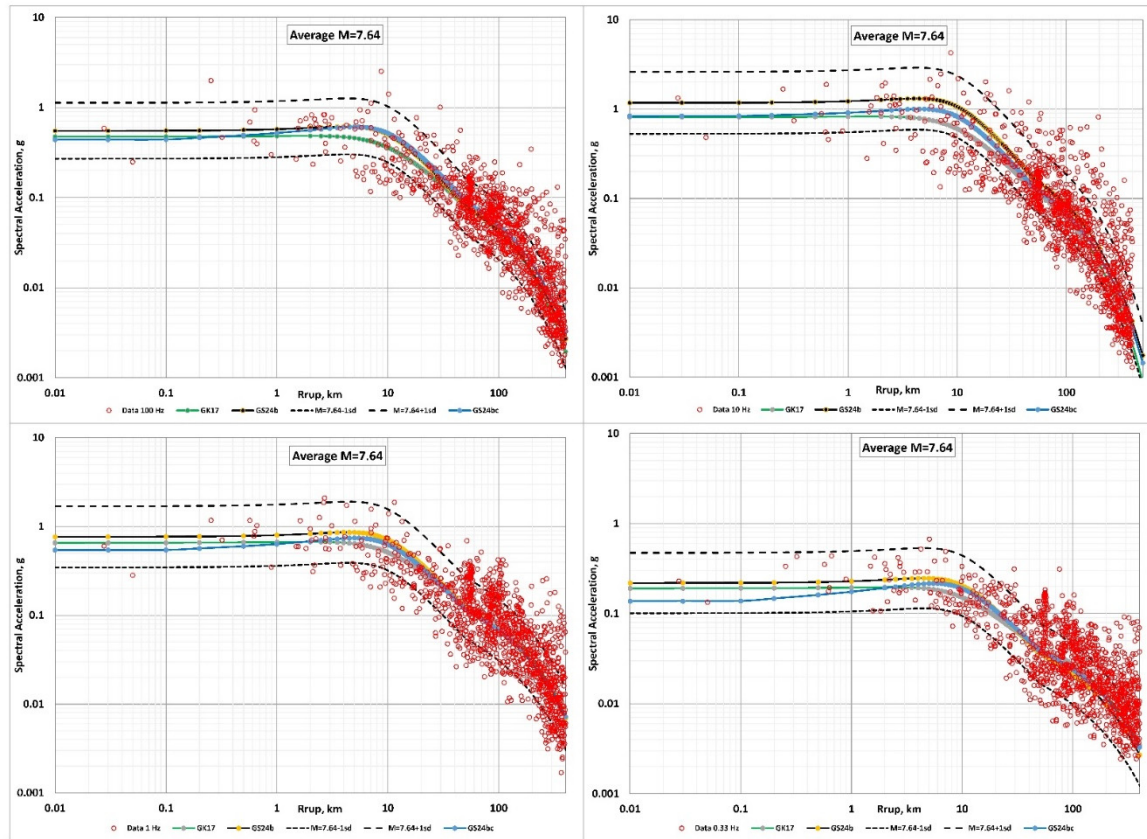 Average M=7.64
10
1
0.1
0.01
0.001
Spectral Acceleration, g
0.01 0.1 1 10 100
Rrup, km
Data 100 Hz GK17 GS24b M=7.64-1sd M=7.64+1sd GS24bc
Average M=7.64
10
1
0.1
0.01
0.001
Spectral Acceleration, g
0.01 0.1 1 10 100
Rrup, km
Data 10 Hz GK17 GS24b M=7.64-1sd M=7.64+1sd GS24bc
Average M=7.64
10
1
0.1
0.01
0.001
Spectral Acceleration, g
0.01 0.1 1 10 100
Rrup, km
Data 1 Hz GK17 GS24b M=7.64-1sd M=7.64+1sd GS24bc
Average M=7.64
10
1
0.1
0.01
0.001
Spectral Acceleration, g
0.01 0.1 1 10 100
Rrup, km
Data 0.33 Hz GK17 GS24b M=7.64-1sd M=7.64+1sd GS24bc